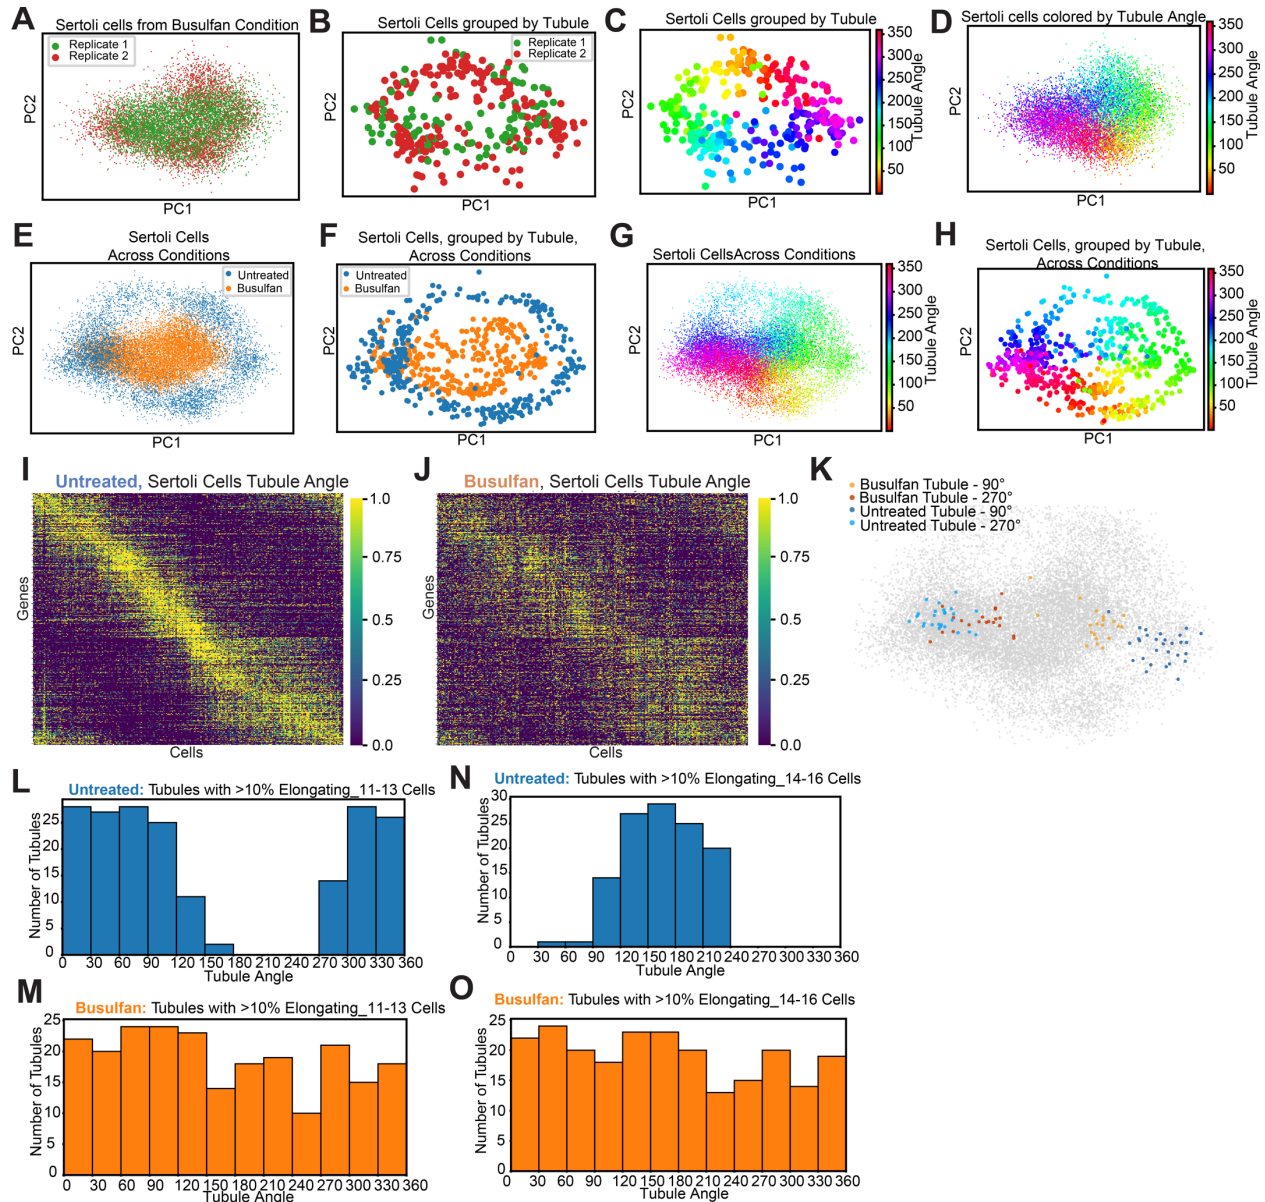 A
Sertoli cells from Busulfan Condition
Replicate 1
Replicate 2
PC2
PC1
B
Sertoli Cells grouped by Tubule
Replicate 1
Replicate 2
PC2
PC1
C
Sertoli Cells grouped by Tubule
PC2
PC1
350
300
250
200
150
100
50
Tubule Angle
D
Sertoli cells colored by Tubule Angle
PC2
PC1
350
300
250
200
150
100
50
Tubule Angle
E
Sertoli Cells
Across Conditions
Untreated
Busulfan
PC2
PC1
F
Sertoli Cells, grouped by Tubule,
Across Conditions
Untreated
Busulfan
PC2
PC1
G
Sertoli CellsAcross Conditions
PC2
PC1
350
300
250
200
150
100
50
Tubule Angle
H
Sertoli Cells, grouped by Tubule,
Across Conditions
PC2
PC1
350
300
250
200
150
100
50
Tubule Angle
I
Untreated, Sertoli Cells Tubule Angle
Genes
Cells
1.0
0.75
0.5
0.25
0.0
J
Busulfan, Sertoli Cells Tubule Angle
Genes
Cells
1.0
0.75
0.5
0.25
0.0
K
Busulfan Tubule - 90°
Busulfan Tubule - 270°
Untreated Tubule - 90°
Untreated Tubule - 270°
L
Untreated: Tubules with >10% Elongating_11-13 Cells
Number of Tubules
25
20
15
10
5
0
0 30 60 90 120 150 180 210 240 270 300 330 360
Tubule Angle
N
Untreated: Tubules with >10% Elongating_14-16 Cells
Number of Tubules
30
25
20
15
10
5
0
0 30 60 90 120 150 180 210 240 270 300 330 360
Tubule Angle
M
Busulfan: Tubules with >10% Elongating_11-13 Cells
Number of Tubules
25
20
15
10
5
0
0 30 60 90 120 150 180 210 240 270 300 330 360
Tubule Angle
O
Busulfan: Tubules with >10% Elongating_14-16 Cells
Number of Tubules
25
20
15
10
5
0
0 30 60 90 120 150 180 210 240 270 300 330 360
Tubule Angle